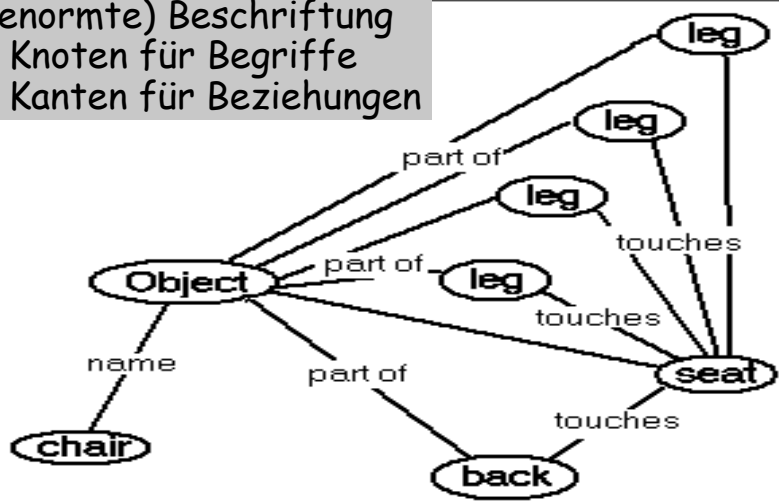 enormte) Beschriftung
Knoten für Begriffe
Kanten für Beziehungen
leg
leg
part of
leg
touches
part of
Object
leg
touches
name
part of
seat
touches
chair
back